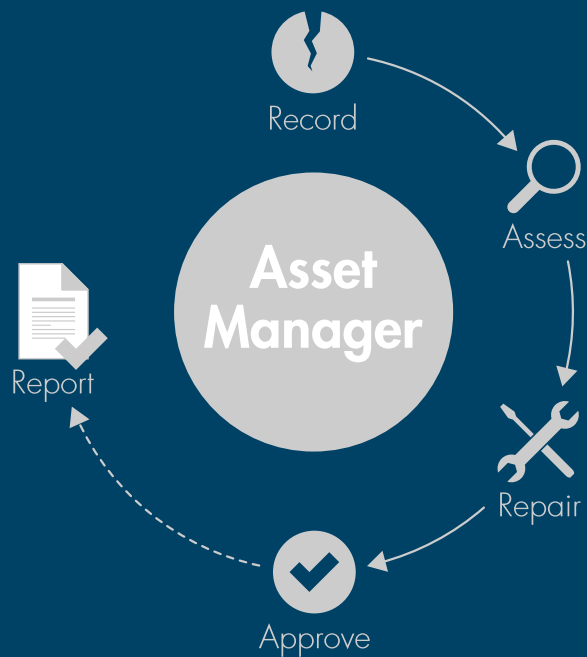 Record
Assess
Asset
Manager
Report
Repair
Approve